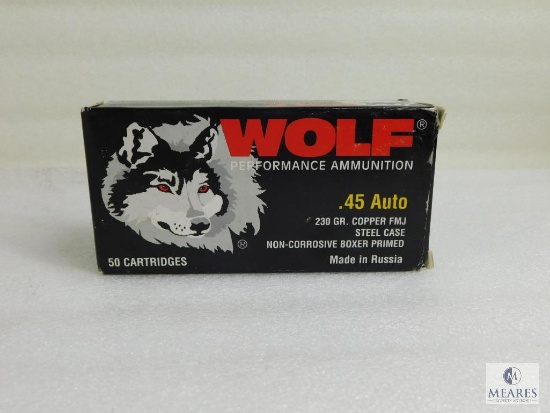 WOLF®
PERFORMANCE AMMUNITION
.45 Auto
230 GR. COPPER FMJ
STEEL CASE
NON-CORROSIVE BOXER PRIMED
®
50 CARTRIDGES
Made in Russia
M
MEARES